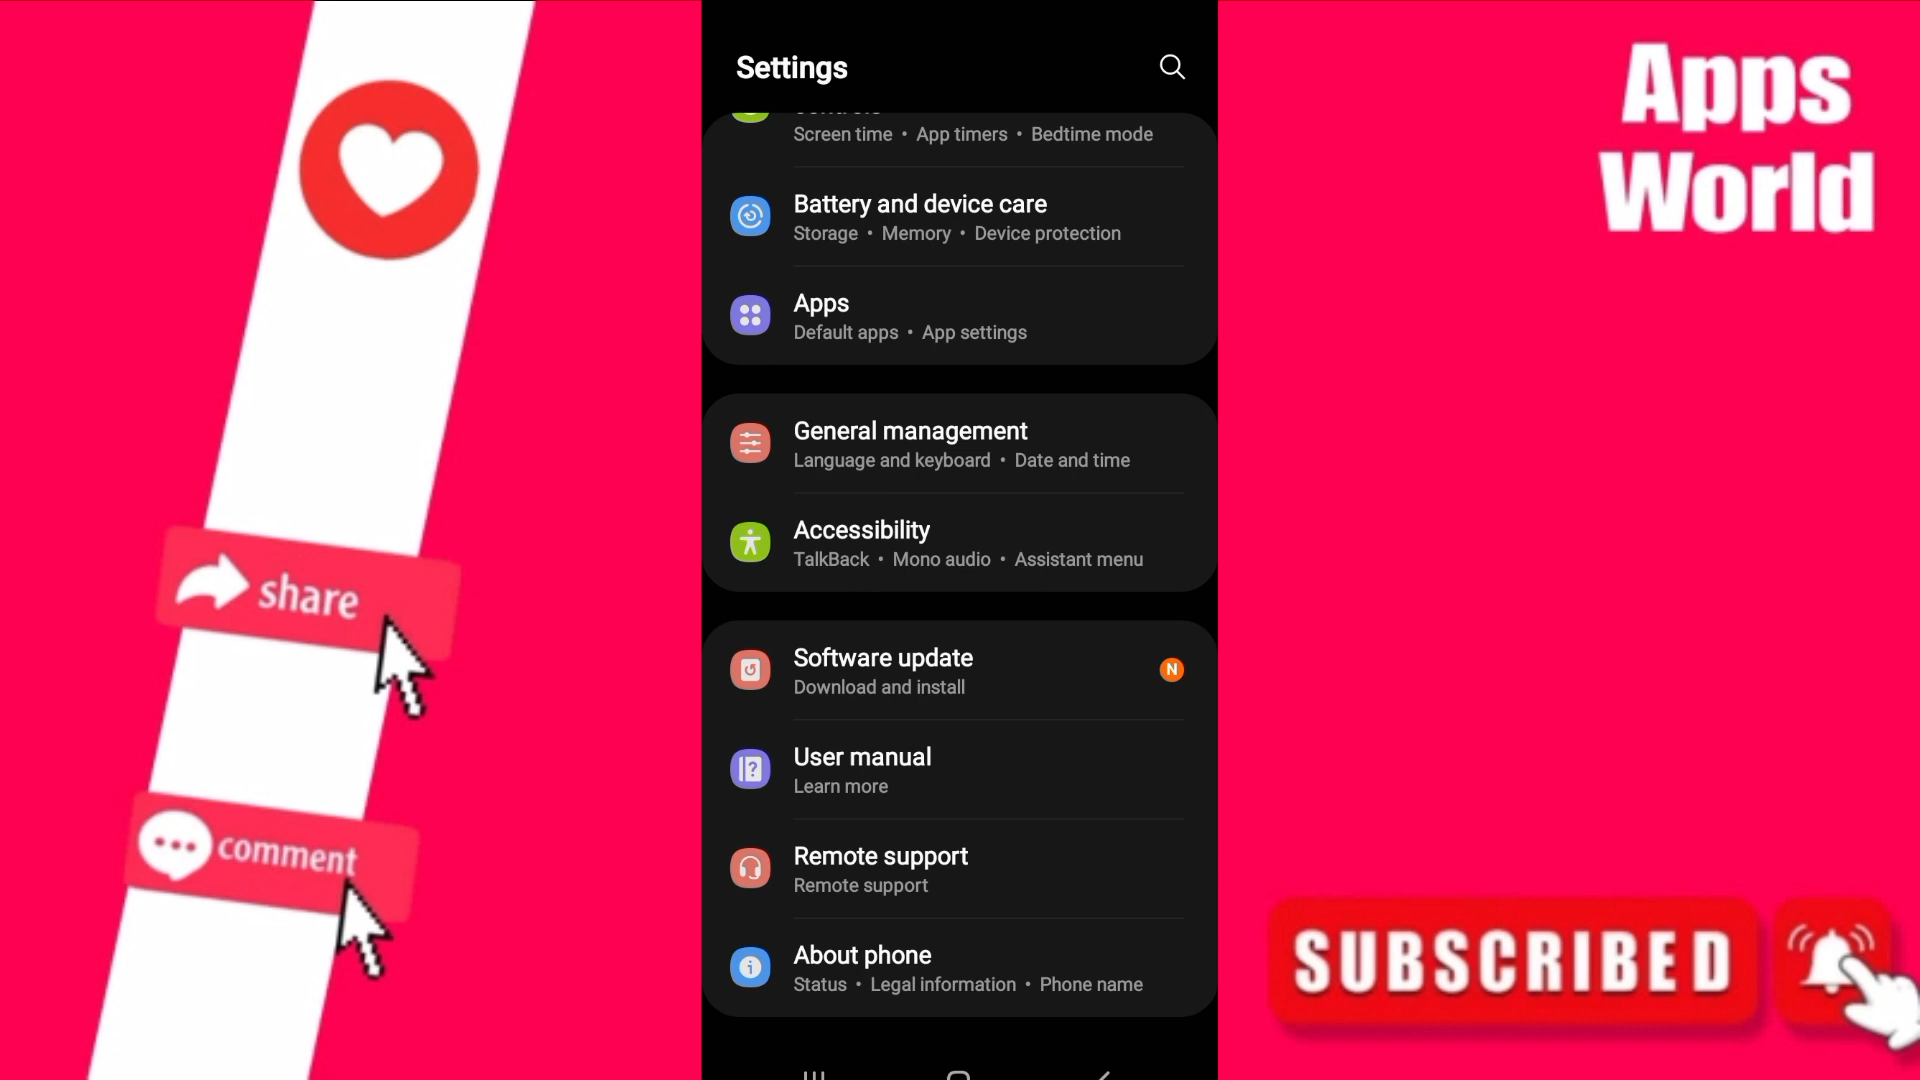 Settings
Screen time • App timers • Bedtime mode
Battery and device care
Storage • Memory • Device protection
Apps
Default apps • App settings
General management
Language and keyboard • Date and time
Accessibility
TalkBack • Mono audio • Assistant menu
Software update
N
Download and install
User manual
Learn more
Remote support
Remote support
About phone
Status • Legal information • Phone name
share
comment
Apps
World
SUBSCRIBED